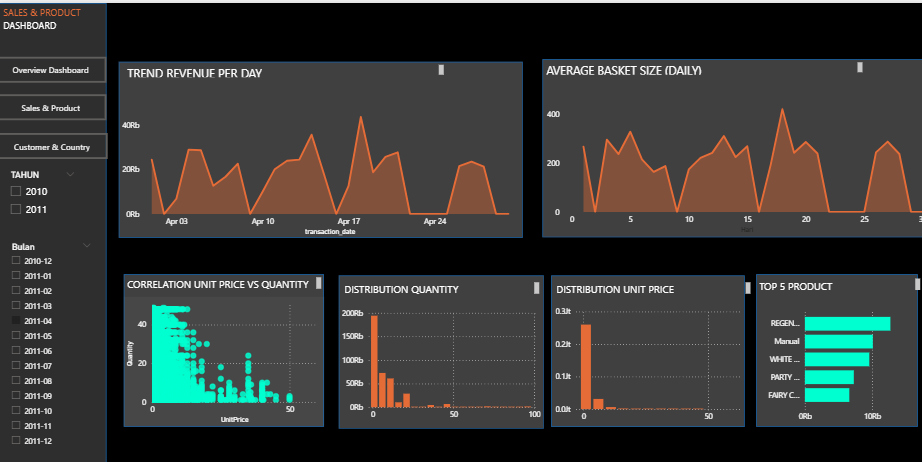 SALES & PRODUCT
DASHBOARD
Overview Dashboard
Sales & Product
Customer & Country
TAHUN
2010
2011
Bulan
2010-12
2011-01
2011-02
2011-03
2011-04
2011-05
2011-06
2011-07
2011-08
2011-09
2011-10
2011-11
2011-12
TREND REVENUE PER DAY
40Rb
20Rb
0Rb
Apr 03
Apr 10
Apr 17
Apr 24
transaction_date
AVERAGE BASKET SIZE (DAILY)
400
200
0
0
5
10
15
20
25
Hari
CORRELATION UNIT PRICE VS QUANTITY
Quantity
40
20
0
0
50
UnitPrice
DISTRIBUTION QUANTITY
200Rb
150Rb
100Rb
50Rb
0Rb
0
50
100
DISTRIBUTION UNIT PRICE
0.3Jt
0.2Jt
0.1Jt
0.0Jt
0
50
TOP 5 PRODUCT
REGEN...
Manual
WHITE ...
PARTY ...
FAIRY C...
0Rb
10Rb